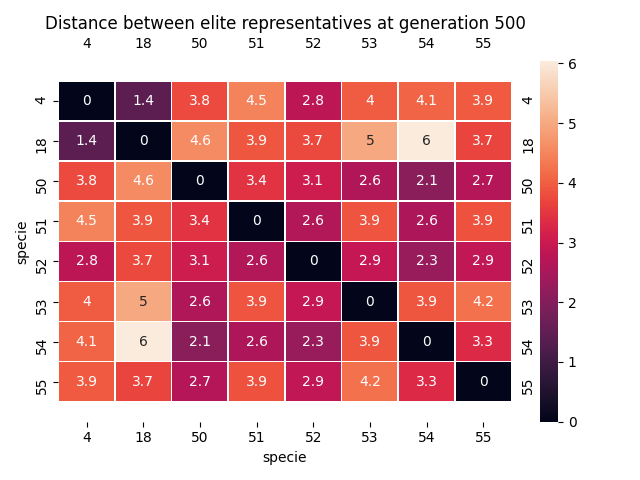 Distance between elite representatives at generation 500
4 18 50 51 52 53 54 55
4 0 1.4 3.8 4.5 2.8 4 4.1 3.9 4
18 1.4 0 4.6 3.9 3.7 5 6 3.7 18
50 3.8 4.6 0 3.4 3.1 2.6 2.1 2.7 50
51 4.5 3.9 3.4 0 2.6 3.9 2.6 3.9 51
52 2.8 3.7 3.1 2.6 0 2.9 2.3 2.9 52
53 4 5 2.6 3.9 2.9 0 3.9 4.2 53
54 4.1 6 2.1 2.6 2.3 3.9 0 3.3 54
55 3.9 3.7 2.7 3.9 2.9 4.2 3.3 0 55
4 18 50 51 52 53 54 55
specie
specie
6
5
4
3
2
1
0